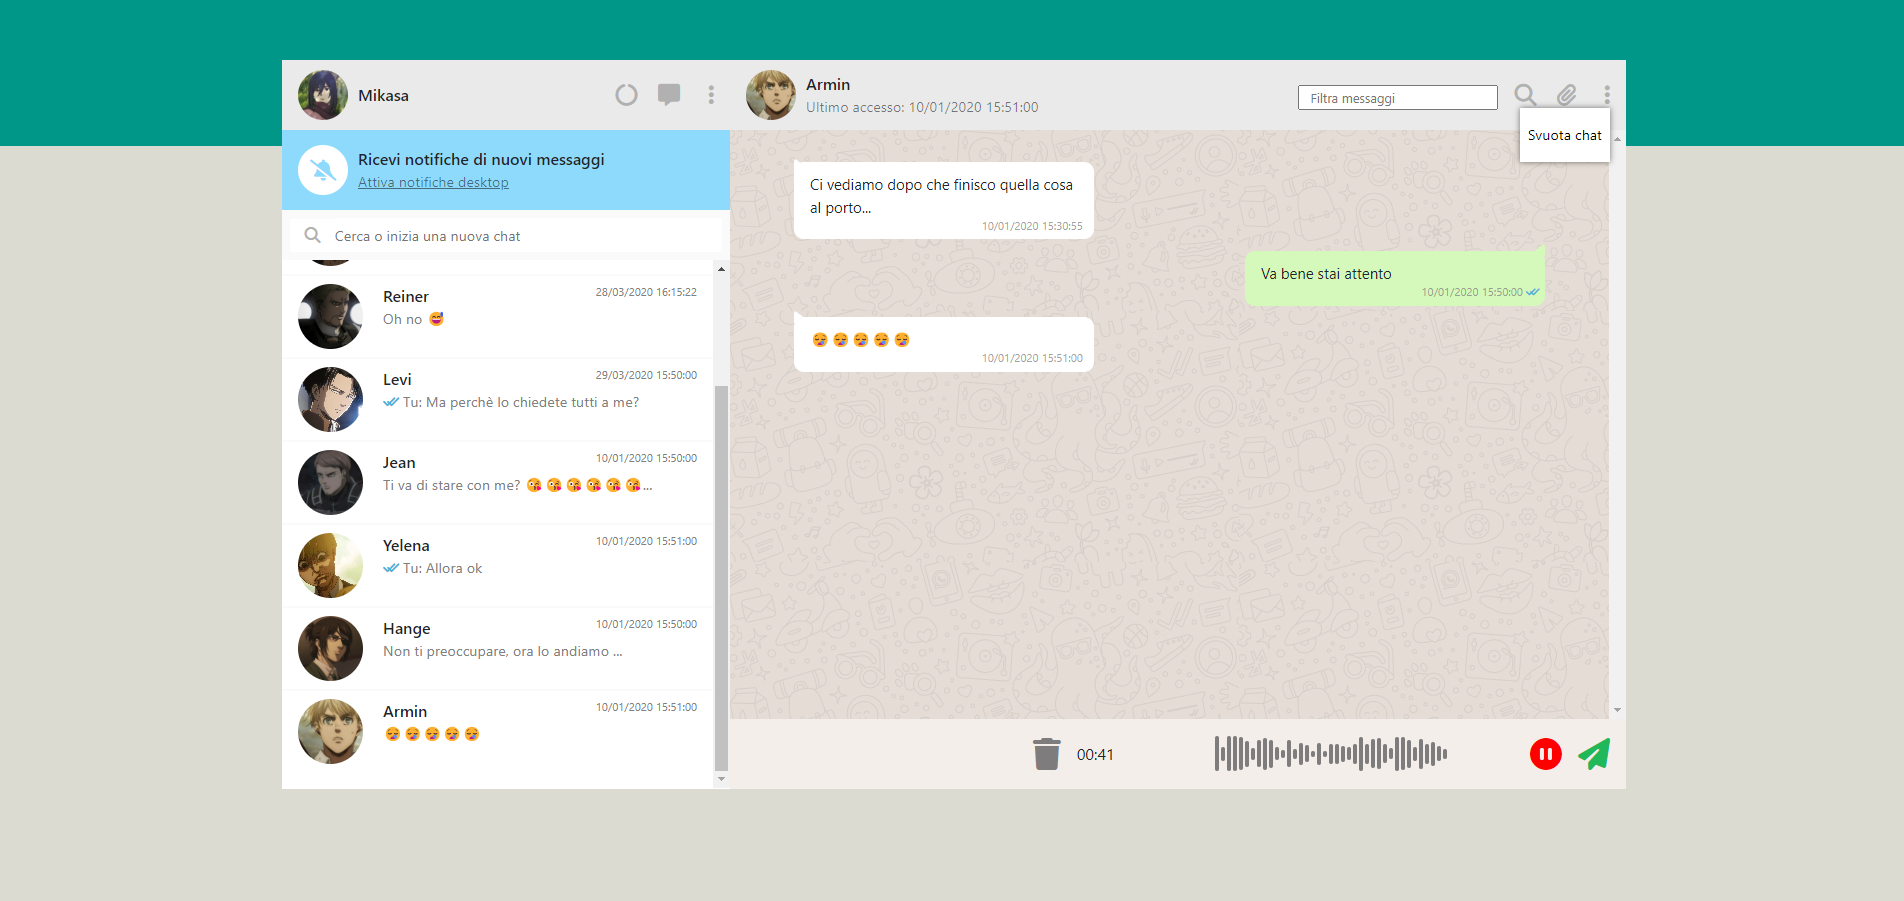 Mikasa
Ricevi notifiche di nuovi messaggi
Attiva notifiche desktop
Cerca o inizia una nuova chat
Reiner 28/03/2020 16:15:22
Oh no 😅
Levi 29/03/2020 15:50:00
Tu: Ma perchè lo chiedete tutti a me?
Jean 10/01/2020 15:50:00
Ti va di stare con me? 😘😘😘😘😘😘...
Yelena 10/01/2020 15:51:00
Tu: Allora ok
Hange 10/01/2020 15:50:00
Non ti preoccupare, ora lo andiamo ...
Armin 10/01/2020 15:51:00
😪😪😪😪😪
Armin
Ultimo accesso: 10/01/2020 15:51:00
Filtra messaggi
Svuota chat
Ci vediamo dopo che finisco quella cosa
al porto...
10/01/2020 15:30:55
Va bene stai attento
10/01/2020 15:50:00
😪😪😪😪😪
10/01/2020 15:51:00
00:41